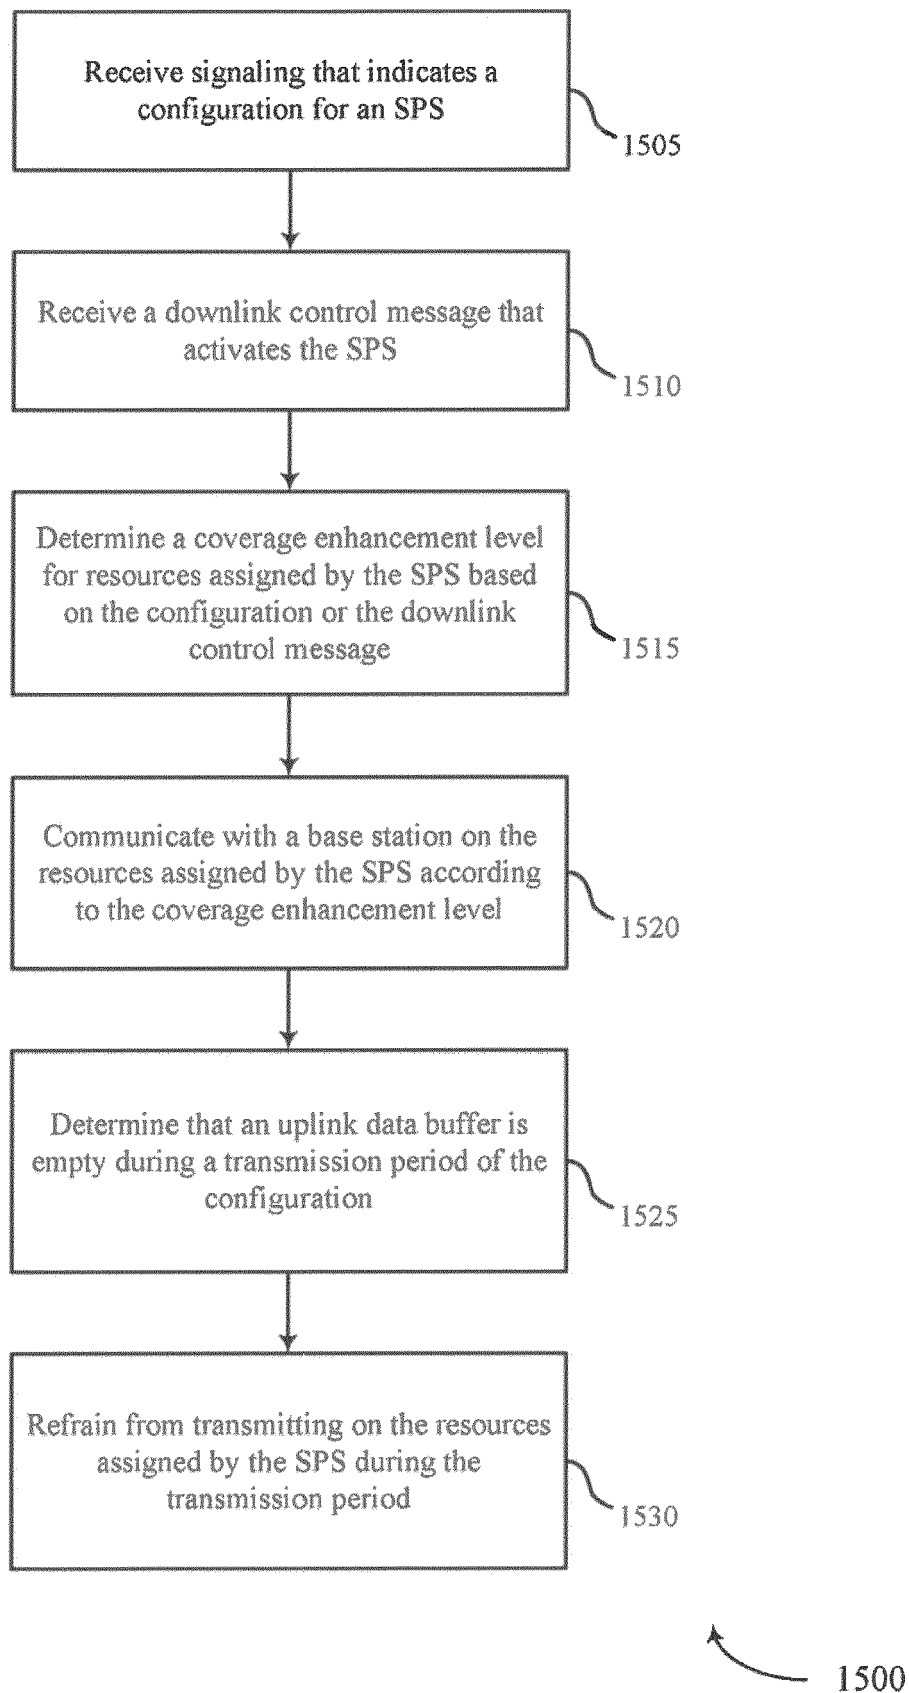 Receive signaling that indicates a
configuration for an SPS
1505
Receive a downlink control message that
activates the SPS
1510
Determine a coverage enhancement level
for resources assigned by the SPS based
on the configuration or the downlink
control message
1515
Communicate with a base station on the
resources assigned by the SPS according
to the coverage enhancement level
1520
Determine that an uplink data buffer is
empty during a transmission period of the
configuration
1525
Refrain from transmitting on the resources
assigned by the SPS during the
transmission period
1530
1500